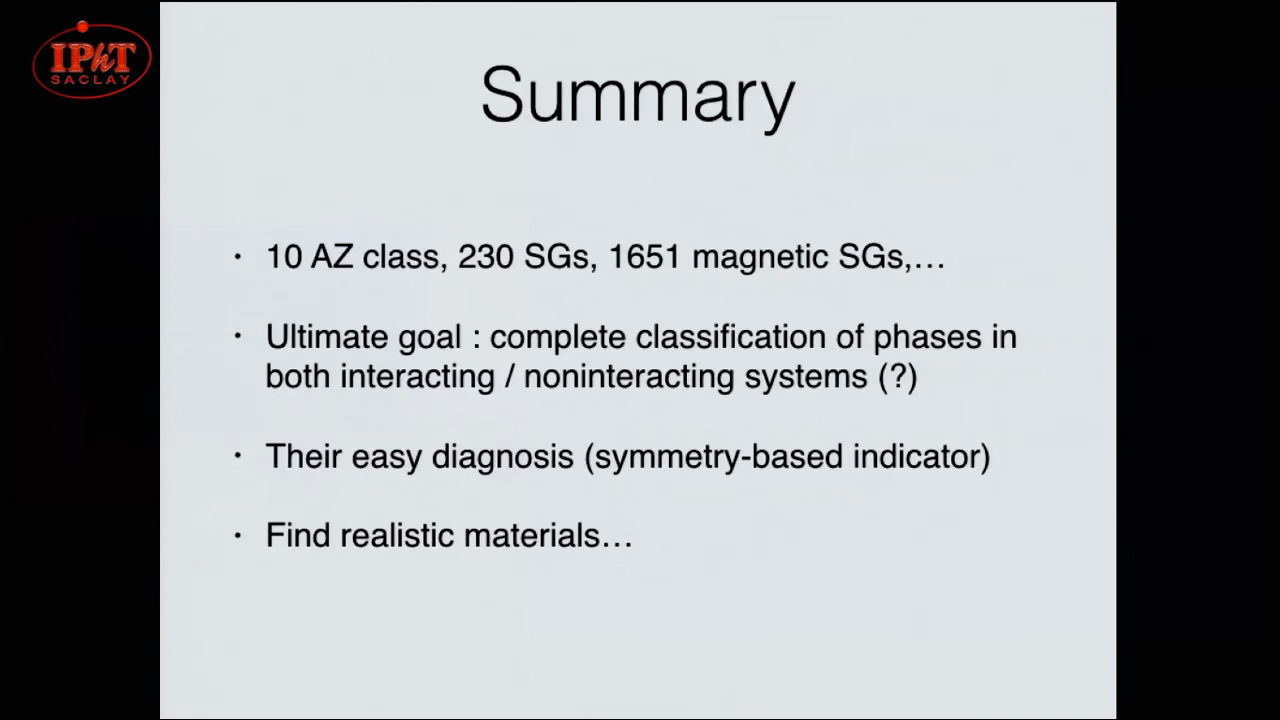 IPhT
SACLAY
Summary
• 10 AZ class, 230 SGs, 1651 magnetic SGs,…
• Ultimate goal : complete classification of phases in
both interacting / noninteracting systems (?)
• Their easy diagnosis (symmetry-based indicator)
• Find realistic materials…